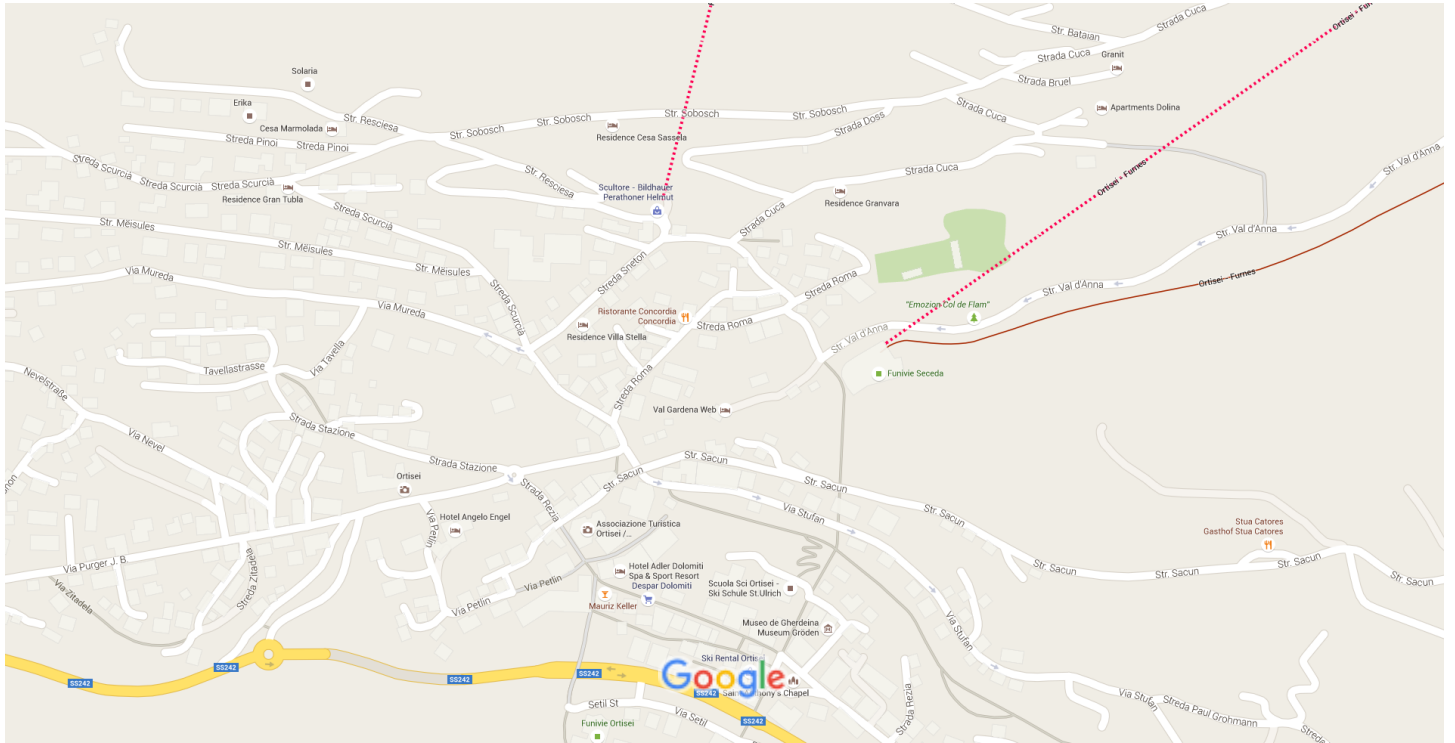 Ortisei - Fur
Strada Cuca
Str. Bataian
Strada Cuca
Granit
Strada Bruel
Solaria
Erika
Str. Resciesa
Cesa Marmolada
Str. Sobosch
Str. Sobosch
Str. Sobosch
Str. Sobosch
Residence Cesa Sassela
Strada Doss
Strada Cuca
Apartments Dolina
Streda Pinoi
Streda Pinoi
Str. Val d'Anna
Streda Scurcià
Streda Scurcià
Streda Scurcià
Residence Gran Tubla
Str. Resciesa
Scultore - Bildhauer
Perathoner Helmut
Strada Cuca
Residence Granvara
Ortisei - Furnes
Streda Scurcià
Strada Cuca
Str. Mëisules
Str. Mëisules
Str. Mëisules
Str. Val d'Anna
Via Mureda
Via Mureda
Streda Sneton
Streda Scurcià
Streda Roma
Streda Roma
Ortisei - Furnes
Str. Val d'Anna
"Emozion Col de Flam"
Ristorante Concordia
Concordia
Residence Villa Stella
Str. Val d'Anna
Funivie Seceda
Tavellastrasse
Via Tavella
Nevelstraße
Streda Roma
Val Gardena Web
Via Nevel
Strada Stazione
Strada Stazione
Ortisei
Str. Sacun
Str. Sacun
Str. Sacun
Str. Sacun
Str. Sacun
Str. Sacun
Str. Sacun
Strada Rezia
Via Petlin
Hotel Angelo Engel
Associazione Turistica
Ortisei /...
Via Stufan
Stua Catores
Gasthof Stua Catores
Via Purger J. B
Via Zitadela
Streda Zitadela
Via Petlin
Via Petlin
Hotel Adler Dolomiti
Spa & Sport Resort
Despar Dolomiti
Mauriz Keller
Scuola Sci Ortisei -
Ski Schule St.Ulrich
Museo de Gherdeina
Museum Gröden
Via Stufan
Ski Rental Ortis
Google
SS242
SS242
SS242
SS242
SS242
Setil St
Via Setil
Funivie Ortisei
Strada Rezia
Via Stufan
Streda Paul Grohmann